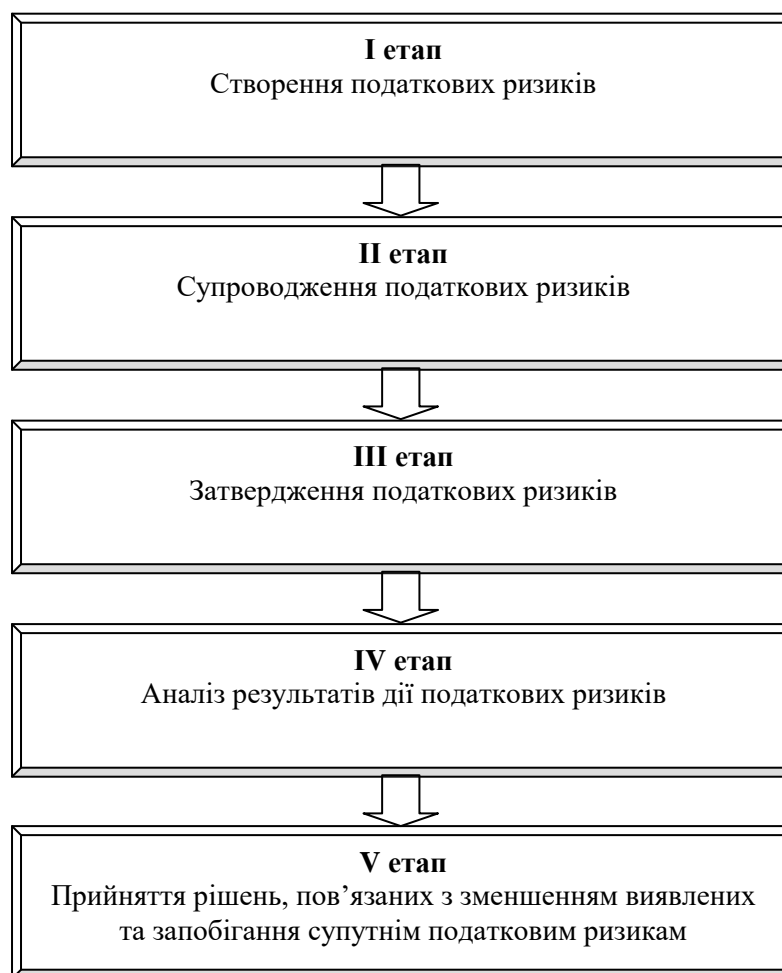 I етап
Створення податкових ризиків
II етап
Супроводження податкових ризиків
III етап
Затвердження податкових ризиків
IV етап
Аналіз результатів дії податкових ризиків
V етап
Прийняття рішень, пов’язаних з зменшенням виявлених
та запобігання супутнім податковим ризикам